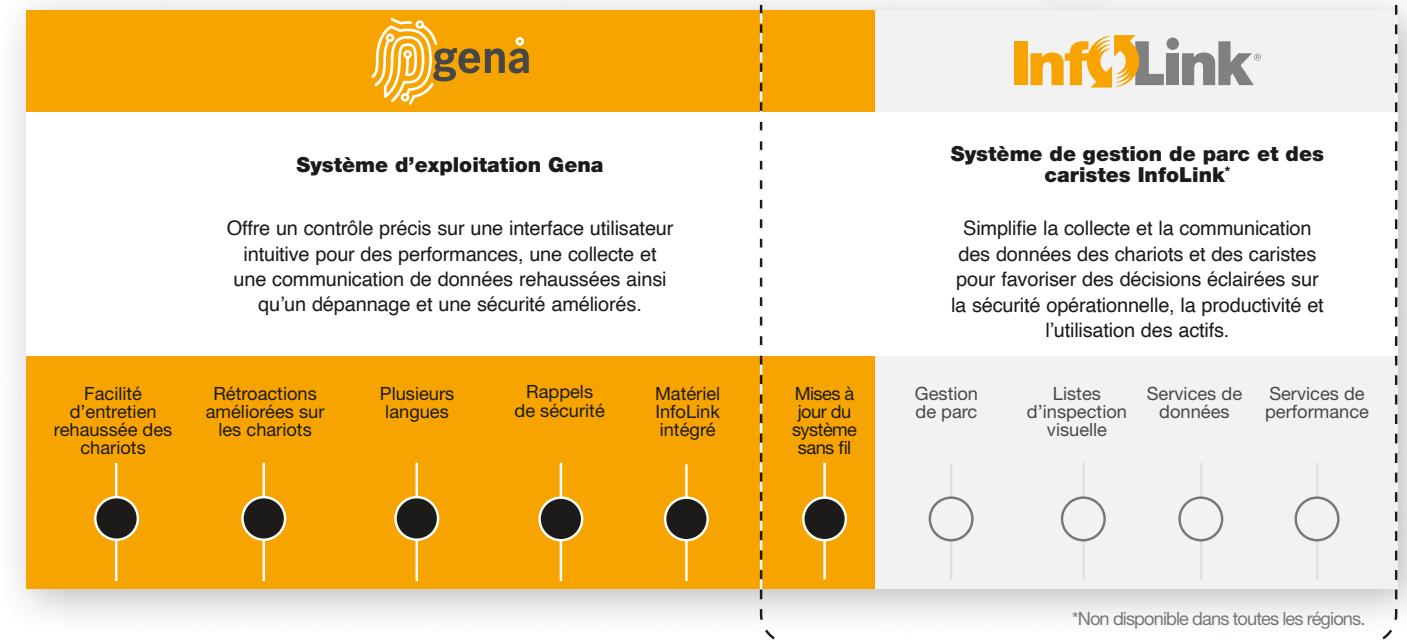 genå
InfoLink®
Système d’exploitation Gena
Offre un contrôle précis sur une interface utilisateur
intuitive pour des performances, une collecte et
une communication de données rehaussées ainsi
qu’un dépannage et une sécurité améliorés.
Système de gestion de parc et des
caristes InfoLink*
Simplifie la collecte et la communication
des données des chariots et des caristes
pour favoriser des décisions éclairées sur
la sécurité opérationnelle, la productivité et
l’utilisation des actifs.
Facilité
d’entretien
rehaussée des
chariots
Rétroactions
améliorées sur
les chariots
Plusieurs
langues
Rappels
de sécurité
Matériel
InfoLink
intégré
Mises à
jour du
système
sans fil
Gestion
de parc
Listes
d’inspection
visuelle
Services de
données
Services de
performance
*Non disponible dans toutes les régions.